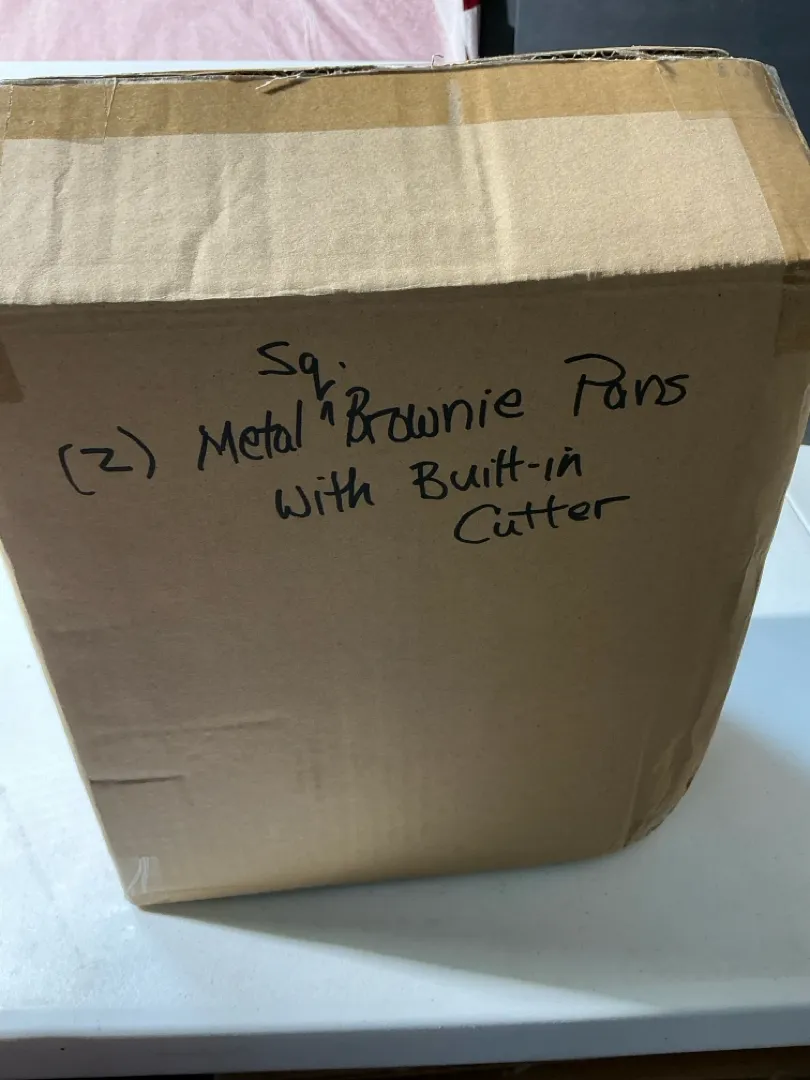 Sq.
(2) Metal ^ Brownie Pans
With Built-in
Cutter